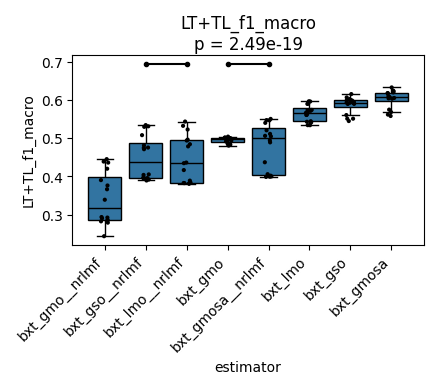 LT+TL_f1_macro
p = 2.49e-19
LT+TL_f1_macro
0.7
0.6
0.5
0.4
0.3
bxt_gmo__nrlmf
bxt_gso__nrlmf
bxt_lmo__nrlmf
bxt_gmo
bxt_gmosa__nrlmf
bxt_lmo
bxt_gso
bxt_gmosa
estimator